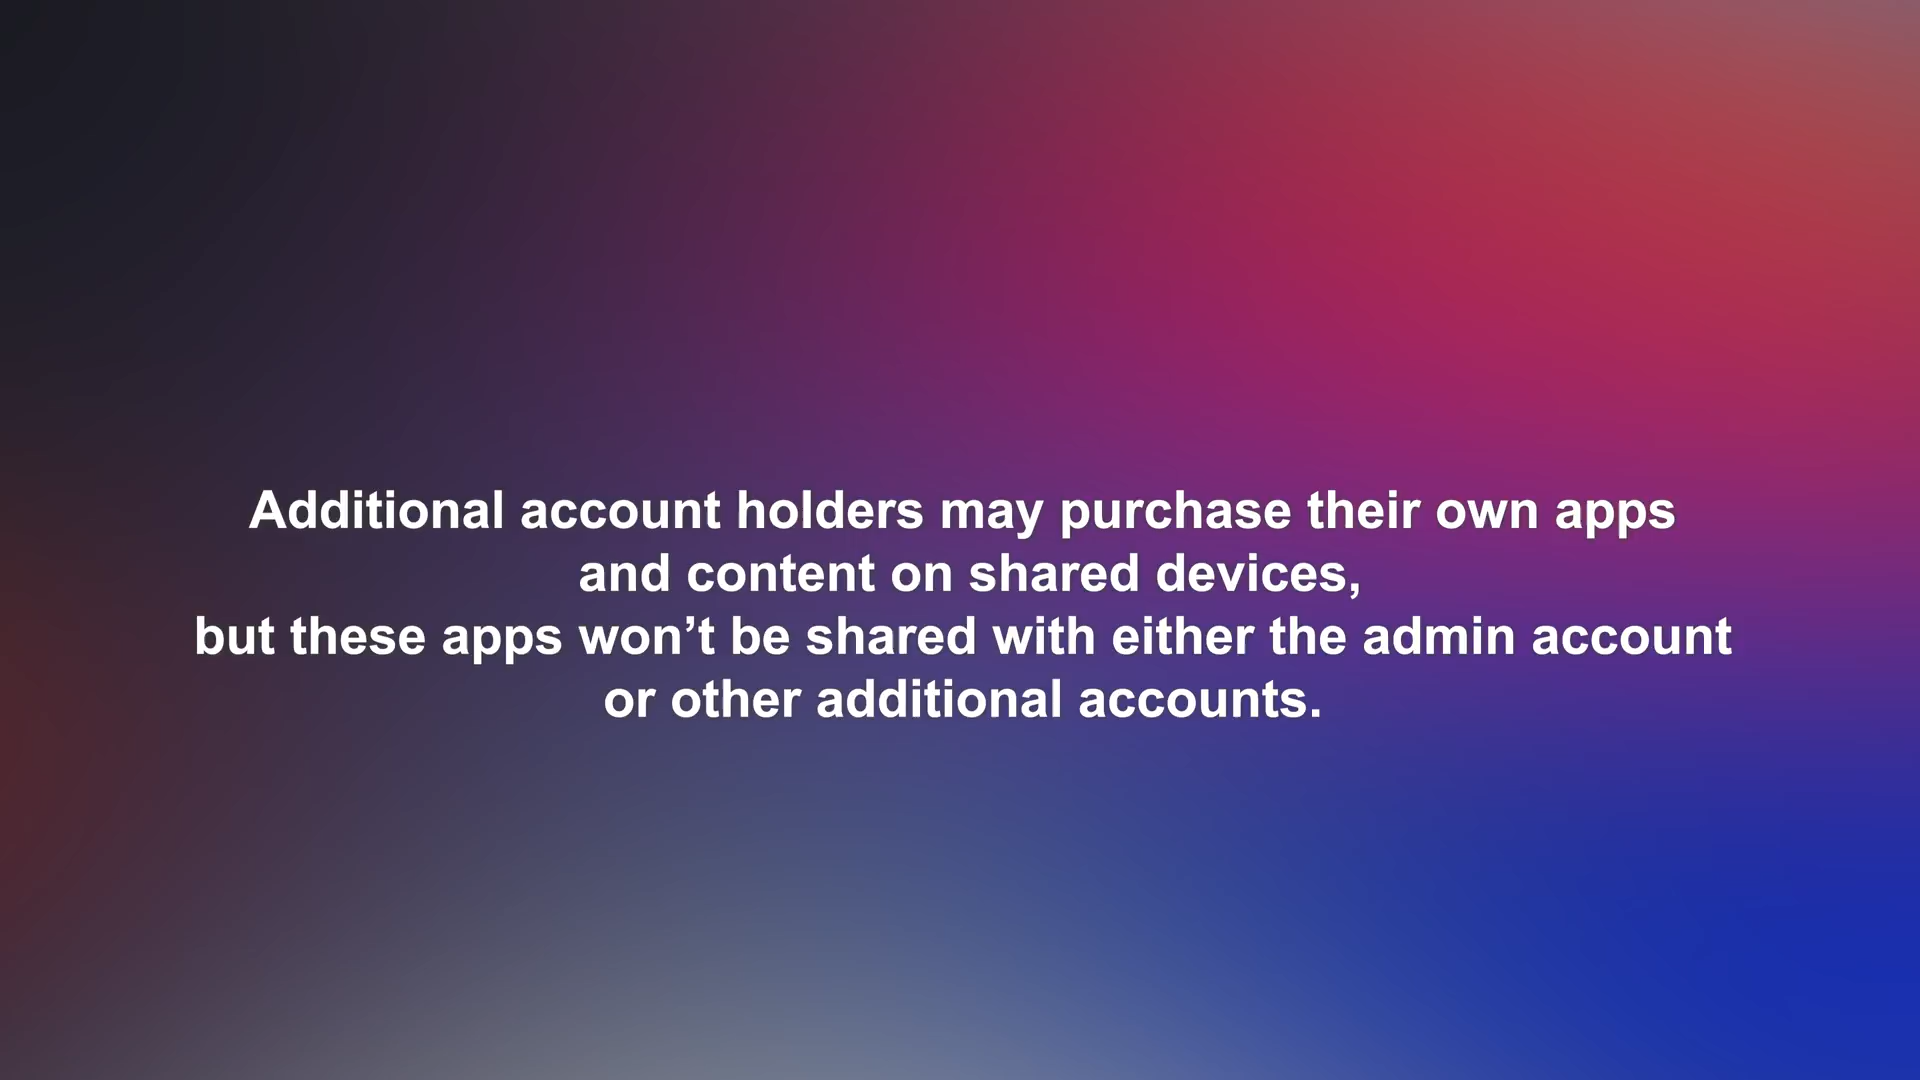 Additional account holders may purchase their own apps
and content on shared devices,
but these apps won’t be shared with either the admin account
or other additional accounts.